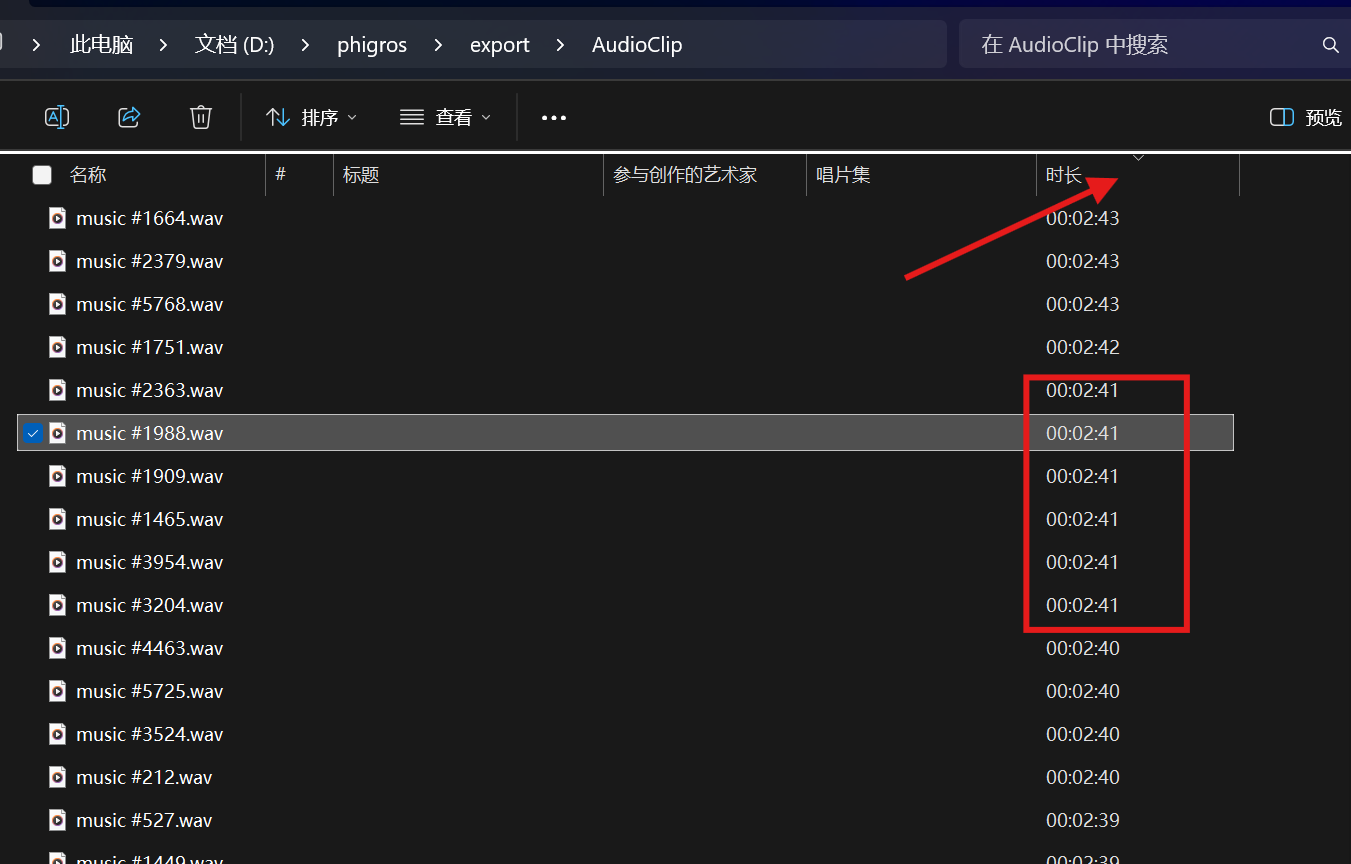 此电脑 > 文档 (D:) > phigros > export > AudioClip
在 AudioClip 中搜索
排序 查看 ••• 预览
名称 # 标题 参与创作的艺术家 唱片集 时长
music #1664.wav 00:02:43
music #2379.wav 00:02:43
music #5768.wav 00:02:43
music #1751.wav 00:02:42
music #2363.wav 00:02:41
music #1988.wav 00:02:41
music #1909.wav 00:02:41
music #1465.wav 00:02:41
music #3954.wav 00:02:41
music #3204.wav 00:02:41
music #4463.wav 00:02:40
music #5725.wav 00:02:40
music #3524.wav 00:02:40
music #212.wav 00:02:40
music #527.wav 00:02:39
music #1449.wav 00:02:39